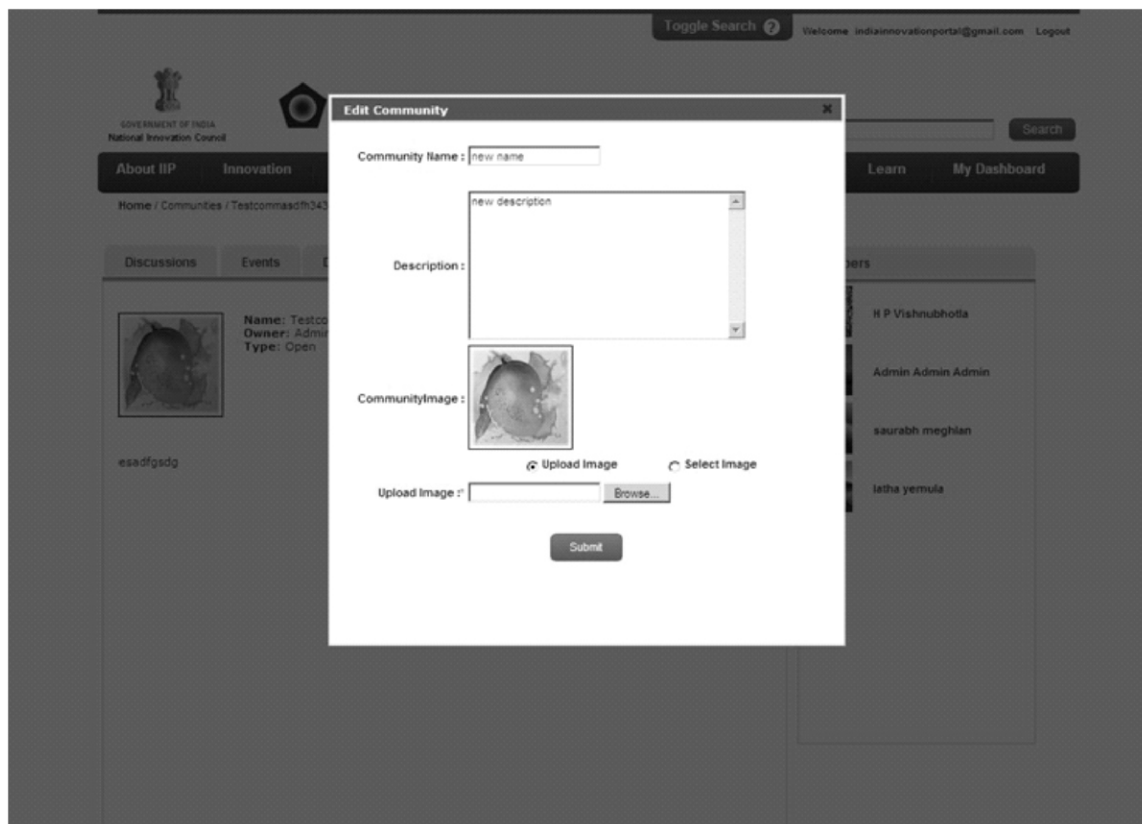 Toggle Search ?
Welcome indiainnovationportal@gmail.com Logout
GOVERNMENT OF INDIA
National Innovation Council
Search
About IIP Innovation Learn My Dashboard
Home / Communities / Testcommasdfh343
Discussions Events
Name: Testco
Owner: Admin
Type: Open
esadfgsdg
Edit Community
Community Name : new name
Description : new description
CommunityImage :
Upload Image Select Image
Upload Image :* Browse...
Submit
bers
H P Vishnubhotla
Admin Admin Admin
saurabh meghlan
latha yemula